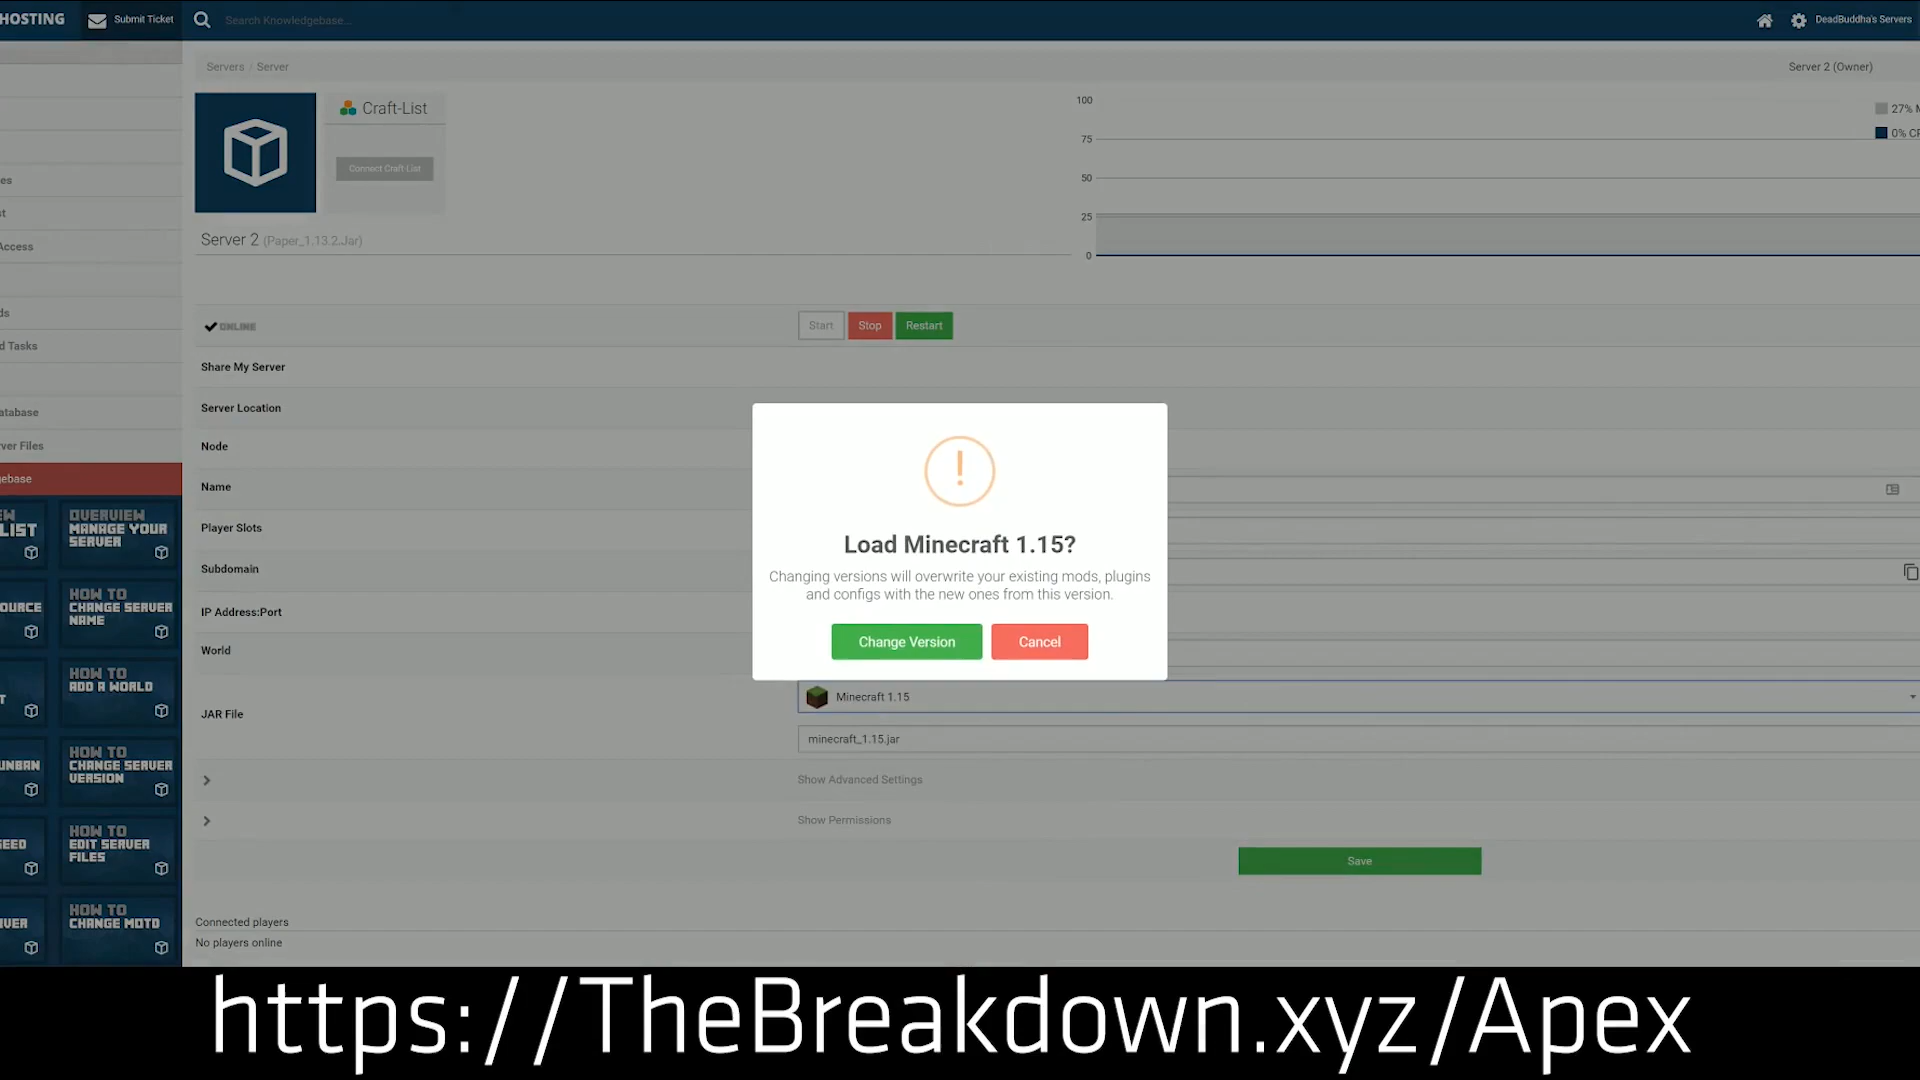 HOSTING
Submit Ticket
Search Knowledgebase...
DeadBuddha's Servers
Servers / Server
Server 2 (Owner)
Craft-List
Connect Craft List
Server 2 (Paper_1.13.2.Jar)
100
75
50
25
0
27% M
0% CP
es
st
Access
ds
d Tasks
atabase
ver Files
ebase
ONLINE
Start
Stop
Restart
Share My Server
Server Location
Node
Name
Player Slots
Subdomain
IP Address:Port
World
JAR File
Load Minecraft 1.15?
Changing versions will overwrite your existing mods, plugins
and configs with the new ones from this version.
Change Version
Cancel
Minecraft 1.15
minecraft_1.15.jar
Show Advanced Settings
Show Permissions
Save
Connected players
No players online
LIST
OVERVIEW
MANAGE YOUR
SERVER
OURCE
HOW TO
CHANGE SERVER
NAME
T
HOW TO
ADD A WORLD
UNBAN
HOW TO
CHANGE SERVER
VERSION
EED
HOW TO
EDIT SERVER
FILES
VER
HOW TO
CHANGE MOTD
https://TheBreakdown.xyz/Apex